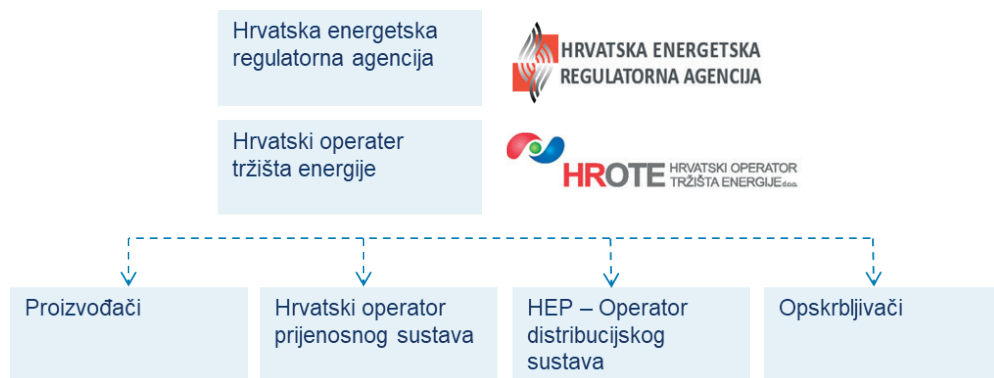 Hrvatska energetska
regulatorna agencija
HRVATSKA ENERGETSKA
REGULATORNA AGENCIJA
Hrvatski operater
tržišta energije
HROTE HRVATSKI OPERATOR
TRŽIŠTA ENERGIJE d.o.o.
Proizvođači
Hrvatski operator
prijenosnog sustava
HEP – Operator
distribucijskog
sustava
Opskrbljivači